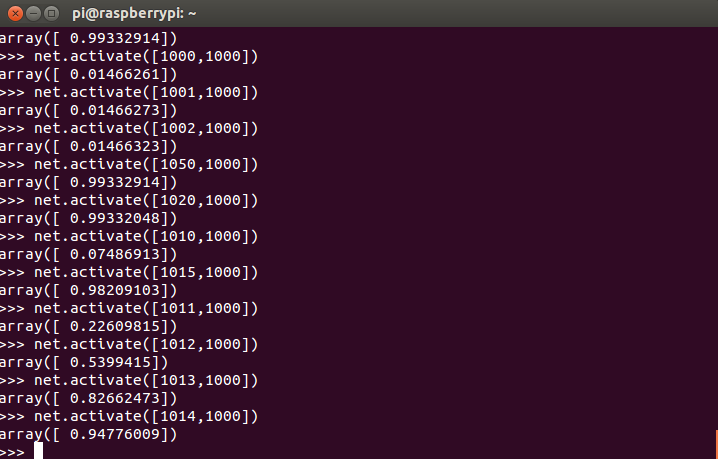 pi@raspberrypi: ~
array([ 0.99332914])
>>> net.activate([1000,1000])
array([ 0.01466261])
>>> net.activate([1001,1000])
array([ 0.01466273])
>>> net.activate([1002,1000])
array([ 0.01466323])
>>> net.activate([1050,1000])
array([ 0.99332914])
>>> net.activate([1020,1000])
array([ 0.99332048])
>>> net.activate([1010,1000])
array([ 0.07486913])
>>> net.activate([1015,1000])
array([ 0.98209103])
>>> net.activate([1011,1000])
array([ 0.22609815])
>>> net.activate([1012,1000])
array([ 0.5399415])
>>> net.activate([1013,1000])
array([ 0.82662473])
>>> net.activate([1014,1000])
array([ 0.94776009])
>>>